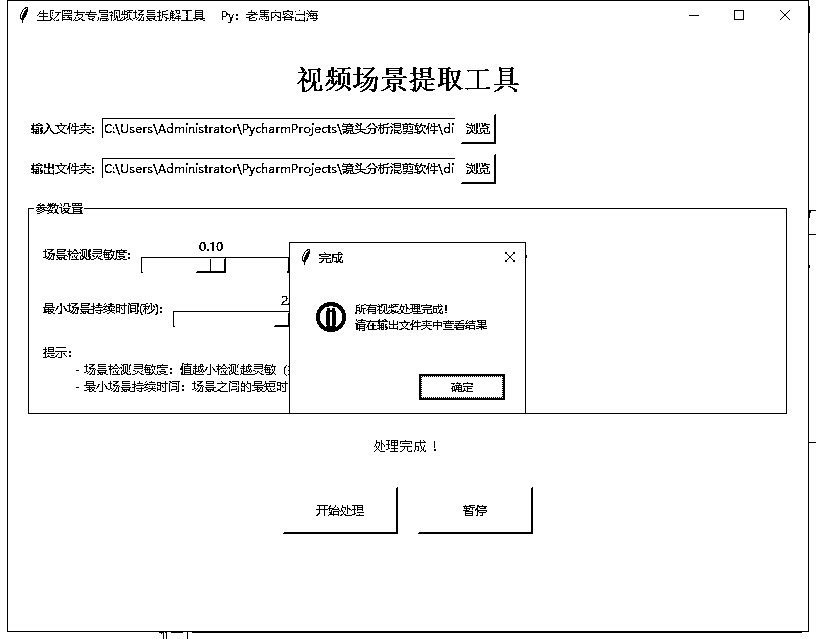 生财圈友专属视频场景拆解工具 Py：老馬内容出海
视频场景提取工具
输入文件夹: C:\Users\Administrator\PycharmProjects\镜头分析混剪软件\di 浏览
输出文件夹: C:\Users\Administrator\PycharmProjects\镜头分析混剪软件\di 浏览
参数设置
场景检测灵敏度: 0.10
最小场景持续时间(秒): 2
提示:
- 场景检测灵敏度：值越小检测越灵敏（
- 最小场景持续时间：场景之间的最短时
完成
所有视频处理完成!
请在输出文件夹中查看结果
确定
处理完成！
开始处理 暂停